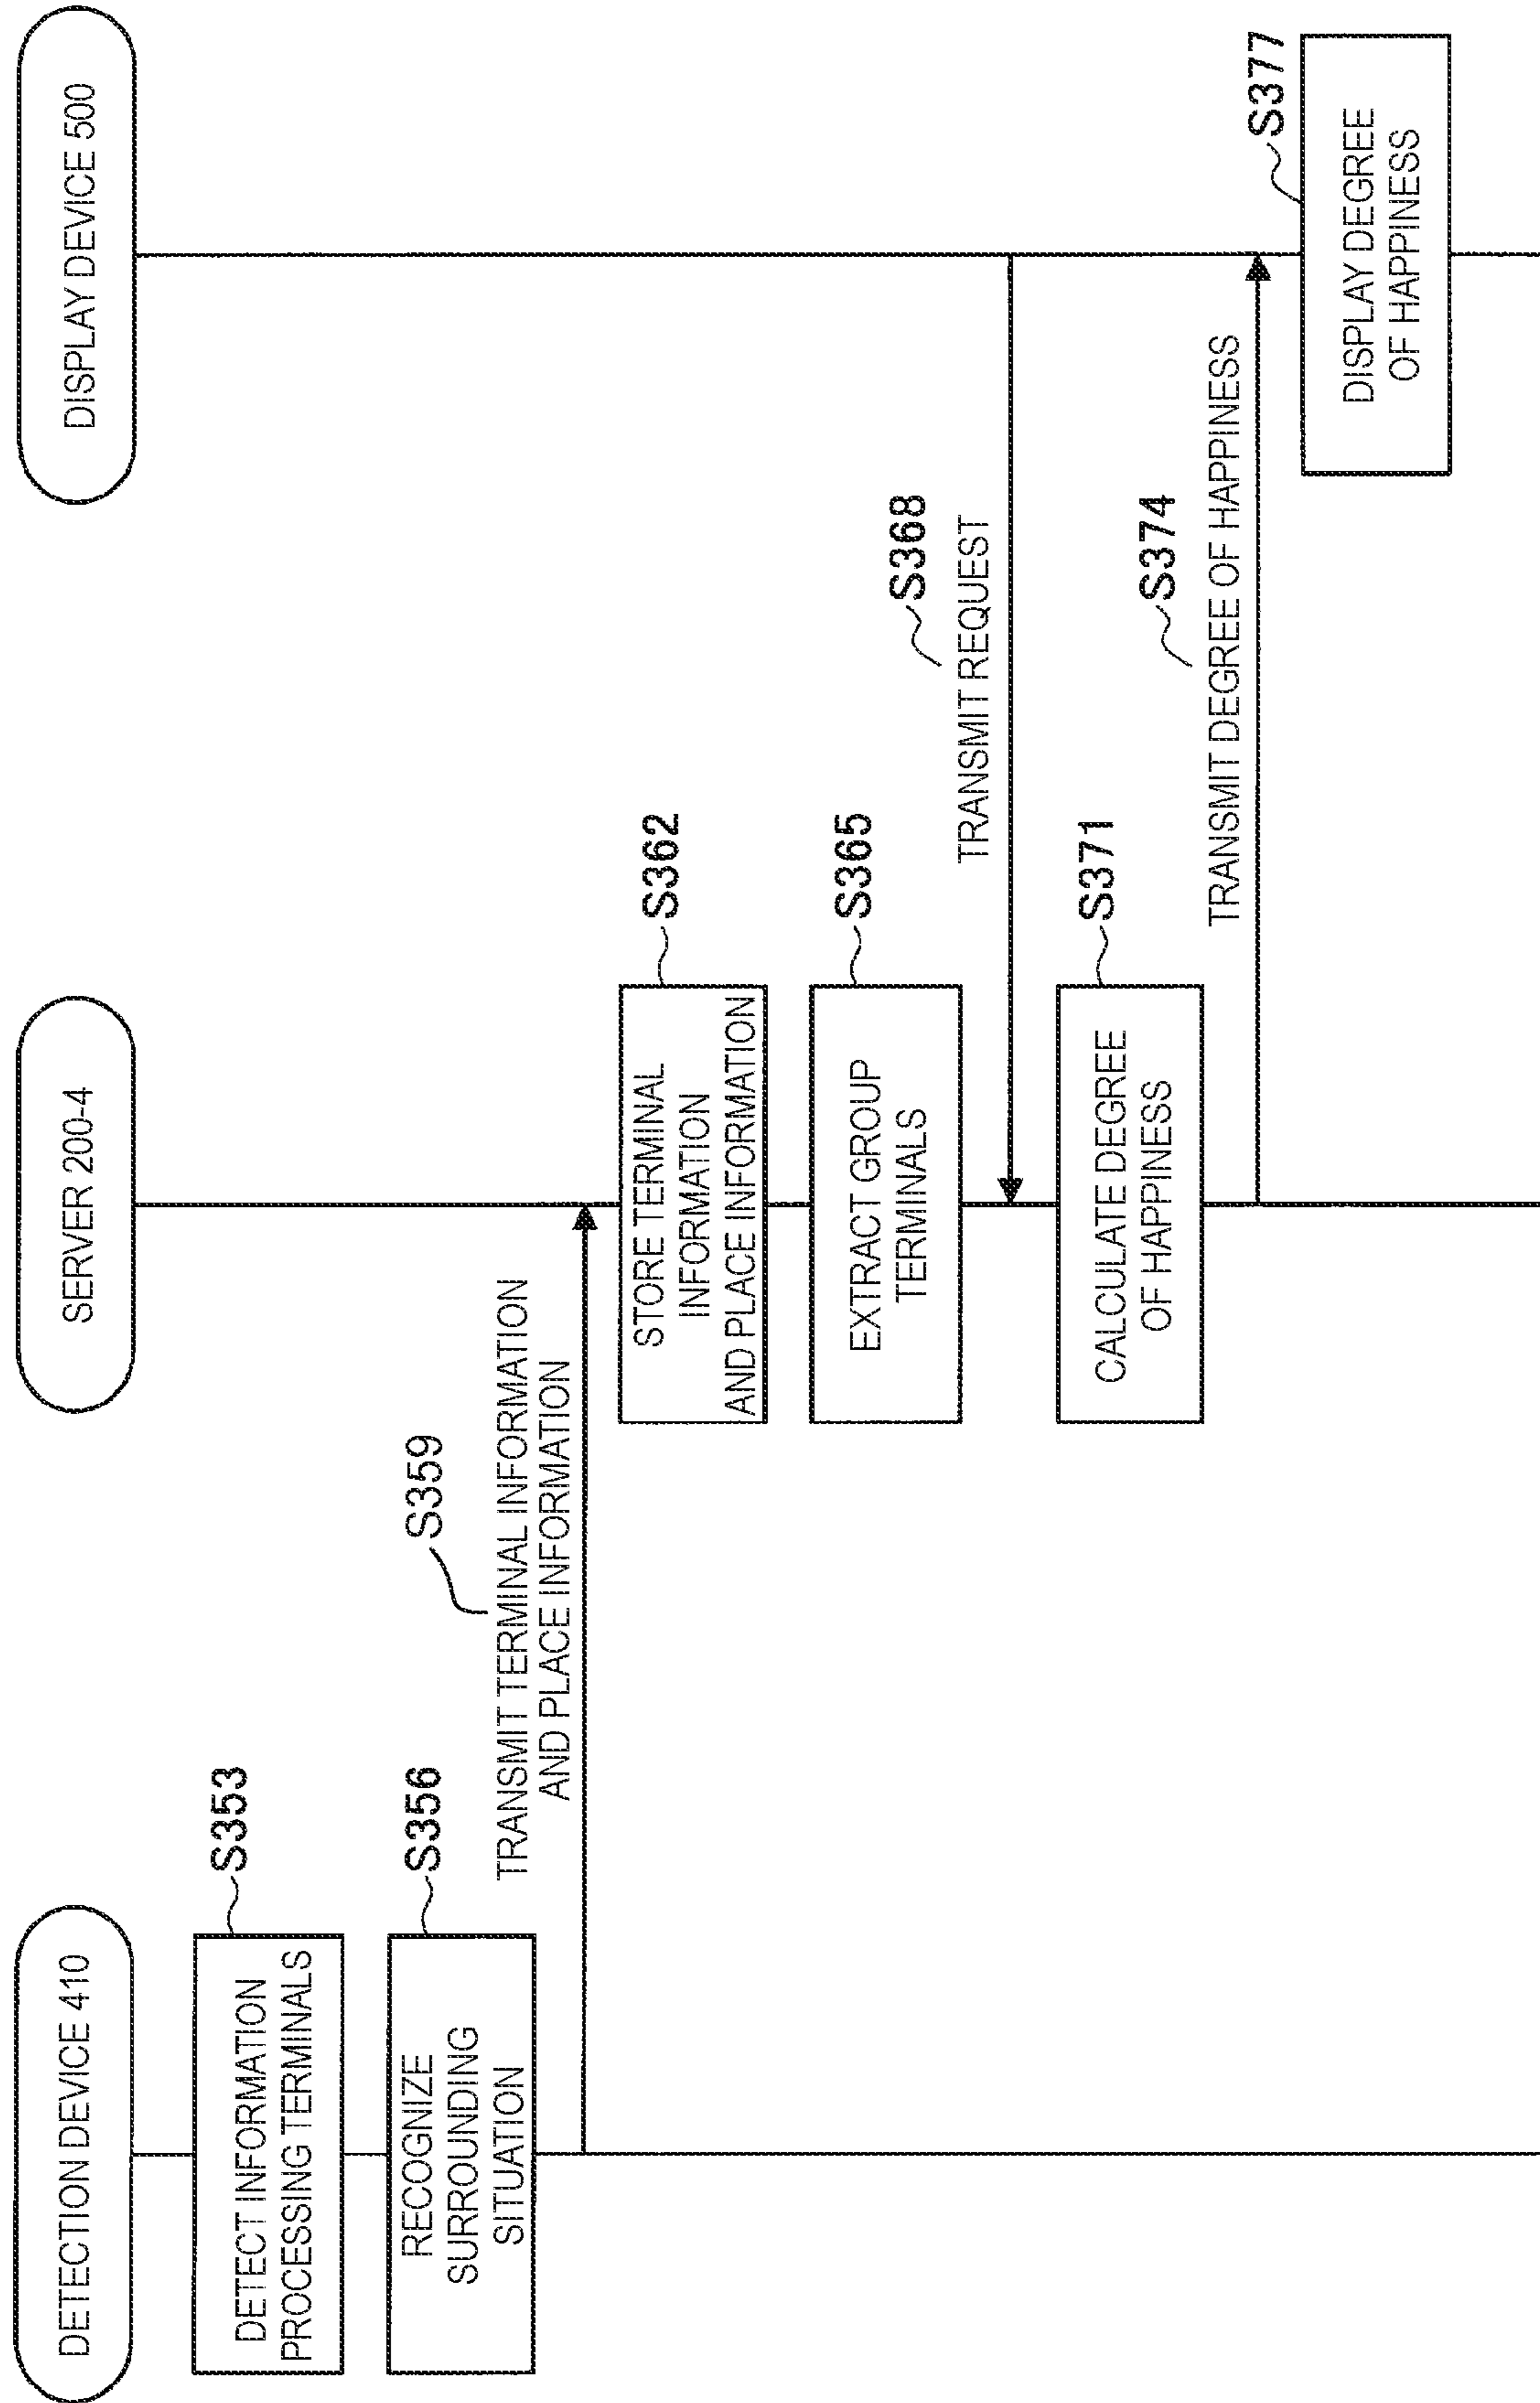 DETECTION DEVICE 410
SERVER 200-4
DISPLAY DEVICE 500
S353
DETECT INFORMATION
PROCESSING TERMINALS
S356
RECOGNIZE
SURROUNDING
SITUATION
S359
TRANSMIT TERMINAL INFORMATION
AND PLACE INFORMATION
S362
STORE TERMINAL
INFORMATION
AND PLACE INFORMATION
S365
EXTRACT GROUP
TERMINALS
S368
TRANSMIT REQUEST
S371
CALCULATE DEGREE
OF HAPPINESS
S374
TRANSMIT DEGREE OF HAPPINESS
S377
DISPLAY DEGREE
OF HAPPINESS